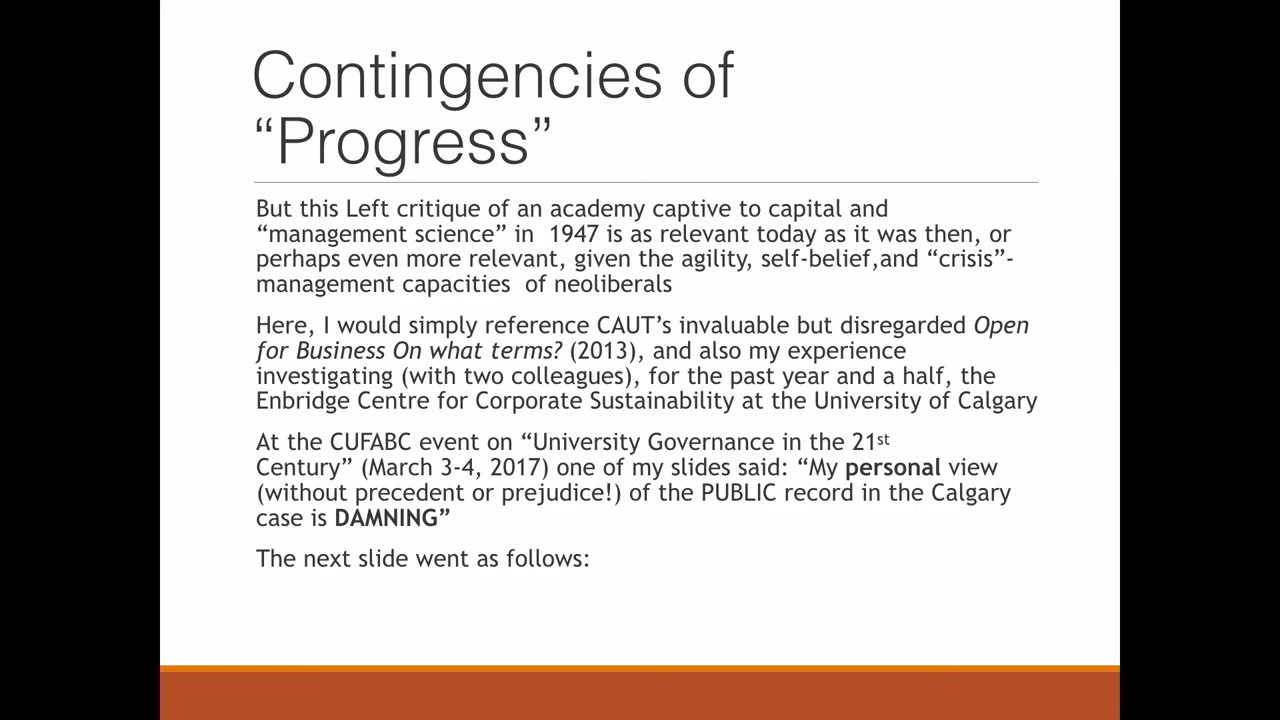 Contingencies of
“Progress”
But this Left critique of an academy captive to capital and
“management science” in  1947 is as relevant today as it was then, or
perhaps even more relevant, given the agility, self-belief,and “crisis”-
management capacities  of neoliberals
Here, I would simply reference CAUT’s invaluable but disregarded Open
for Business On what terms? (2013), and also my experience
investigating (with two colleagues), for the past year and a half, the
Enbridge Centre for Corporate Sustainability at the University of Calgary
At the CUFABC event on “University Governance in the 21st
Century” (March 3-4, 2017) one of my slides said: “My personal view
(without precedent or prejudice!) of the PUBLIC record in the Calgary
case is DAMNING”
The next slide went as follows: